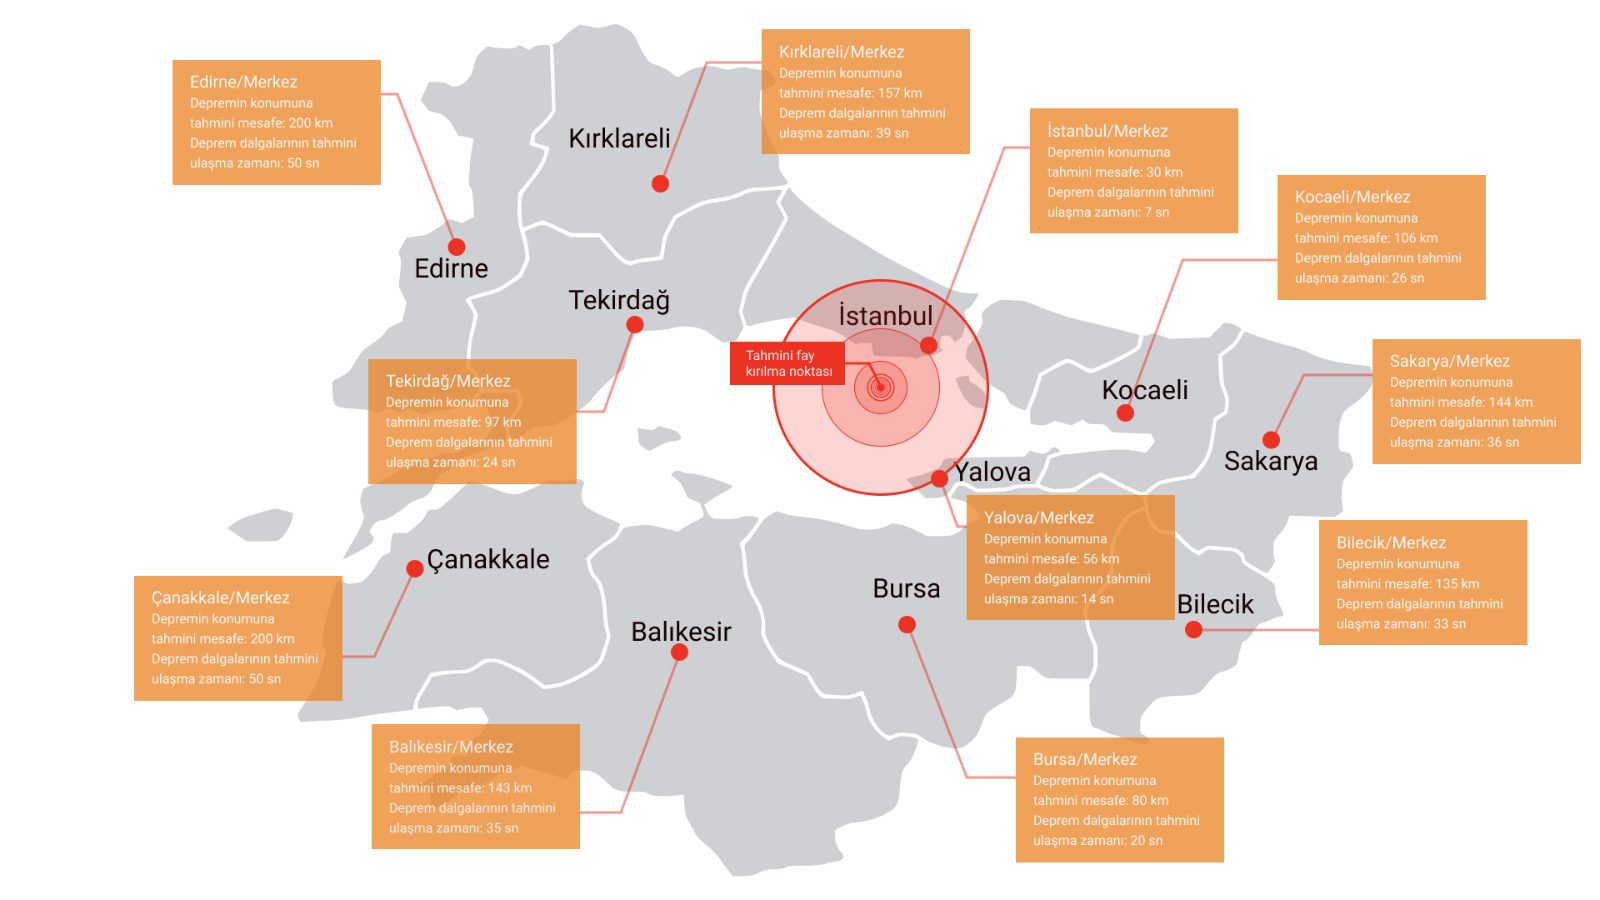 Kırklareli/Merkez
Depremin konumuna
tahmini mesafe: 157 km
Deprem dalgalarının tahmini
ulaşma zamanı: 39 sn
Edirne/Merkez
Depremin konumuna
tahmini mesafe: 200 km
Deprem dalgalarının tahmini
ulaşma zamanı: 50 sn
İstanbul/Merkez
Depremin konumuna
tahmini mesafe: 30 km
Deprem dalgalarının tahmini
ulaşma zamanı: 7 sn
Kırklareli
Kocaeli/Merkez
Depremin konumuna
tahmini mesafe: 106 km
Deprem dalgalarının tahmini
ulaşma zamanı: 26 sn
Edirne
Tekirdağ
İstanbul
Tahmini fay
kırılma noktası
Sakarya/Merkez
Depremin konumuna
tahmini mesafe: 144 km
Deprem dalgalarının tahmini
ulaşma zamanı: 36 sn
Tekirdağ/Merkez
Depremin konumuna
tahmini mesafe: 97 km
Deprem dalgalarının tahmini
ulaşma zamanı: 24 sn
Kocaeli
Sakarya
Yalova
Yalova/Merkez
Depremin konumuna
tahmini mesafe: 56 km
Deprem dalgalarının tahmini
ulaşma zamanı: 14 sn
Bilecik/Merkez
Depremin konumuna
tahmini mesafe: 135 km
Deprem dalgalarının tahmini
ulaşma zamanı: 33 sn
Çanakkale
Bursa
Bilecik
Çanakkale/Merkez
Depremin konumuna
tahmini mesafe: 200 km
Deprem dalgalarının tahmini
ulaşma zamanı: 50 sn
Balıkesir
Balıkesir/Merkez
Depremin konumuna
tahmini mesafe: 143 km
Deprem dalgalarının tahmini
ulaşma zamanı: 35 sn
Bursa/Merkez
Depremin konumuna
tahmini mesafe: 80 km
Deprem dalgalarının tahmini
ulaşma zamanı: 20 sn